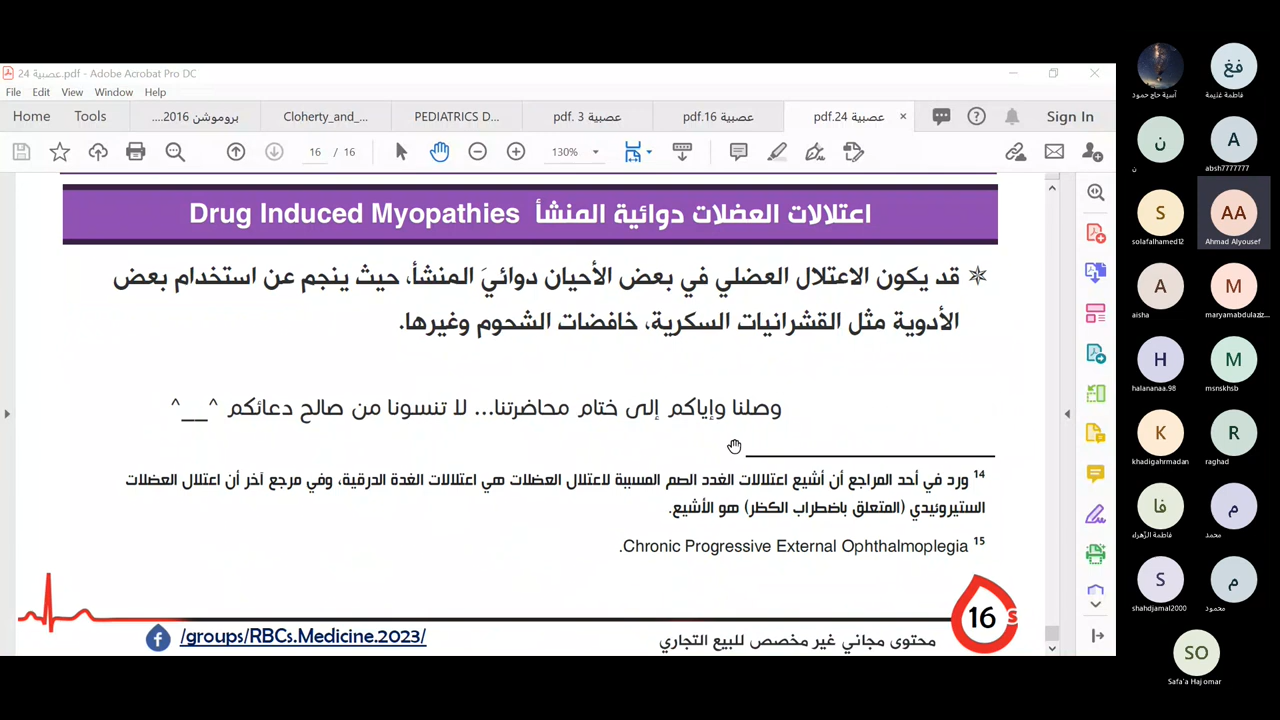 عصبية 24.pdf - Adobe Acrobat Pro DC
File Edit View Window Help
Home Tools بروموشن 2016.... Cloherty_and_... PEDIATRICS D... عصبية 3 .pdf عصبية 16.pdf عصبية 24.pdf × Sign In
16 / 16 130%
اعتلالات العضلات دوائية المنشأ Drug Induced Myopathies
قد يكون الاعتلال العضلي في بعض الأحيان دوائيَ المنشأ، حيث ينجم عن استخدام بعض
الأدوية مثل القشرانيات السكرية، خافضات الشحوم وغيرها.
وصلنا وإياكم إلى ختام محاضرتنا... لا تنسونا من صالح دعائكم ^__^
14 ورد في أحد المراجع أن أشيع اعتلالات الغدد الصم المسببة لاعتلال العضلات هي اعتلالات الغدة الدرقية، وفي مرجع آخر أن اعتلال العضلات
الستيروئيدي (المتعلق باضطراب الكظر) هو الأشيع.
15 Chronic Progressive External Ophthalmoplegia.
16
f /groups/RBCs.Medicine.2023/
محتوى مجاني غير مخصص للبيع التجاري
آسية حاج حمود
فغ
فاطمة غنيمة
ن
ن
A
absh7777777
S
solafalhamed12
AA
Ahmad Alyousef
A
aisha
M
maryamabdulaziz...
H
halananaa.98
M
msnskhsb
K
khadigahrmadan
R
raghad
فا
فاطمة الزهراء
م
محمد
S
shahdjamal2000
م
محمود
SO
Safa'a Haj omar